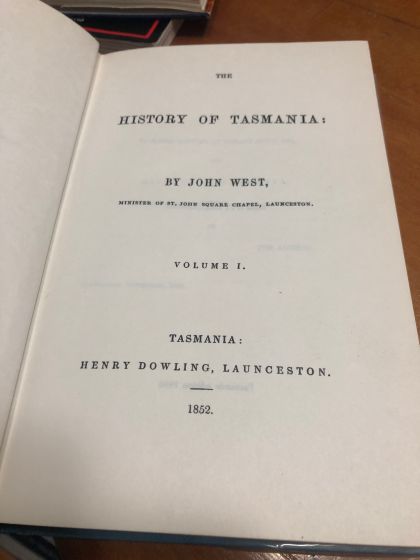 THE
HISTORY OF TASMANIA:
BY JOHN WEST,
MINISTER OF ST. JOHN SQUARE CHAPEL, LAUNCESTON.
VOLUME I.
TASMANIA:
HENRY DOWLING, LAUNCESTON.
1852.